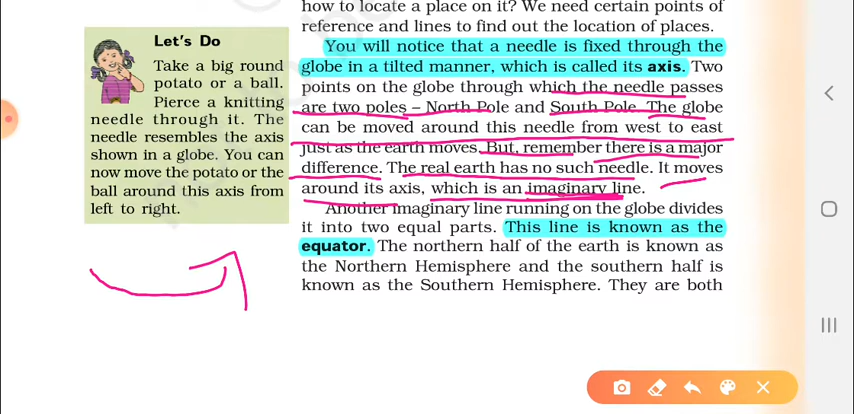 how to locate a place on it? We need certain points of
reference and lines to find out the location of places.
You will notice that a needle is fixed through the
globe in a tilted manner, which is called its axis. Two
points on the globe through which the needle passes
are two poles – North Pole and South Pole. The globe
can be moved around this needle from west to east
just as the earth moves. But, remember there is a major
difference. The real earth has no such needle. It moves
around its axis, which is an imaginary line.
Another imaginary line running on the globe divides
it into two equal parts. This line is known as the
equator. The northern half of the earth is known as
the Northern Hemisphere and the southern half is
known as the Southern Hemisphere. They are both
Let's Do
Take a big round
potato or a ball.
Pierce a knitting
needle through it. The
needle resembles the axis
shown in a globe. You can
now move the potato or the
ball around this axis from
left to right.